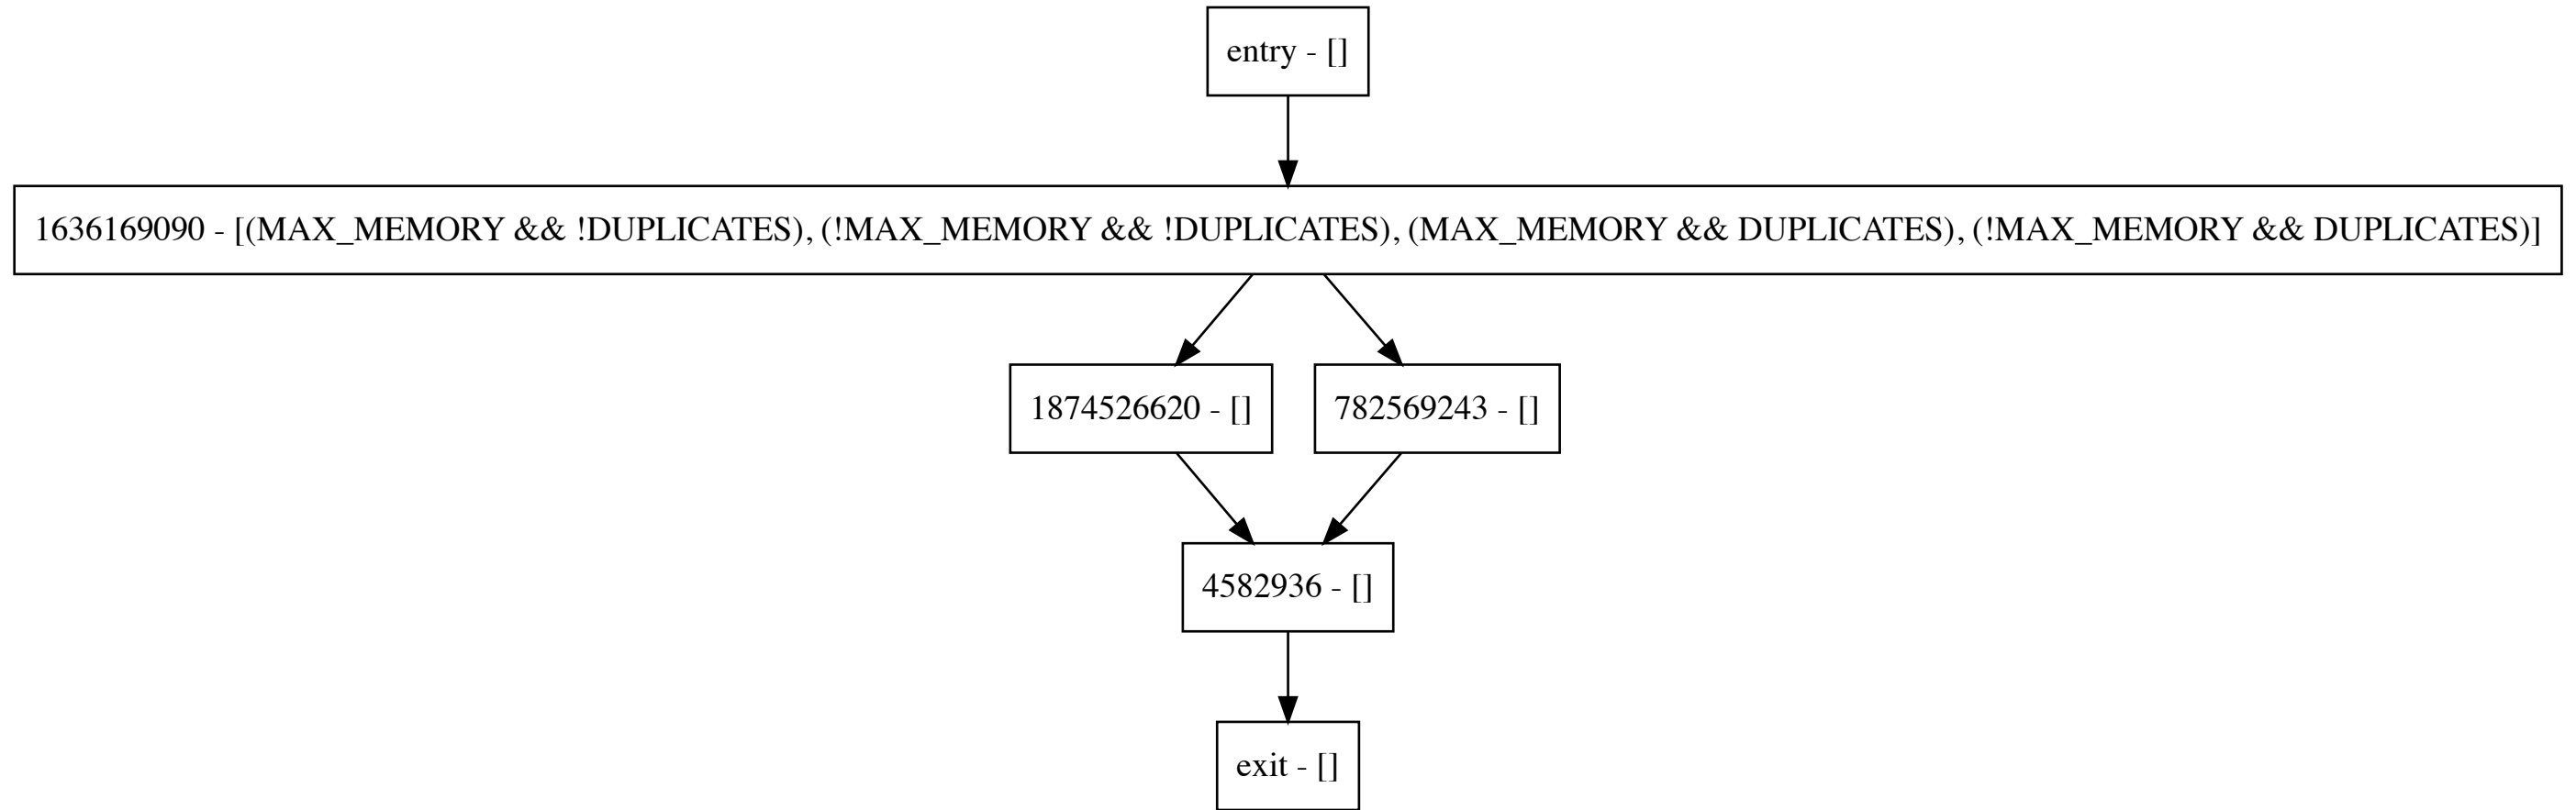 entry - []
1636169090 - [(MAX_MEMORY && !DUPLICATES), (!MAX_MEMORY && !DUPLICATES), (MAX_MEMORY && DUPLICATES), (!MAX_MEMORY && DUPLICATES)]
1874526620 - []
782569243 - []
4582936 - []
exit - []